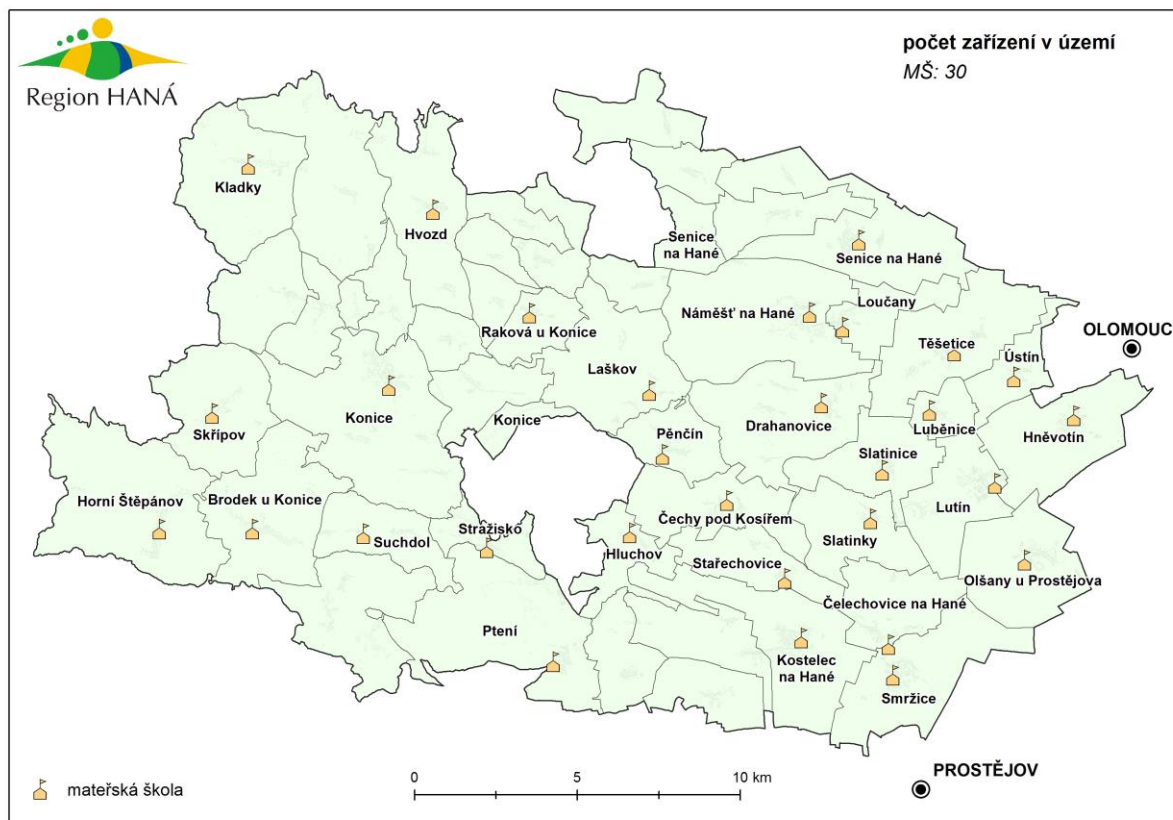 Region HANÁ
počet zařízení v území
MŠ: 30
Kladky
Hvozd
Senice
na Hané
Senice na Hané
Loučany
Náměšť na Hané
Raková u Konice
OLOMOUC
Těšetice
Ústín
Laškov
Konice
Konice
Skřípov
Pěnčín
Drahanovice
Luběnice
Hněvotín
Slatinice
Horní Štěpánov
Brodek u Konice
Lutín
Čechy pod Kosířem
Stražisko
Suchdol
Slatinky
Hluchov
Stařechovice
Olšany u Prostějova
Čelechovice na Hané
Ptení
Kostelec
na Hané
Smržice
PROSTĚJOV
0
5
10 km
mateřská škola